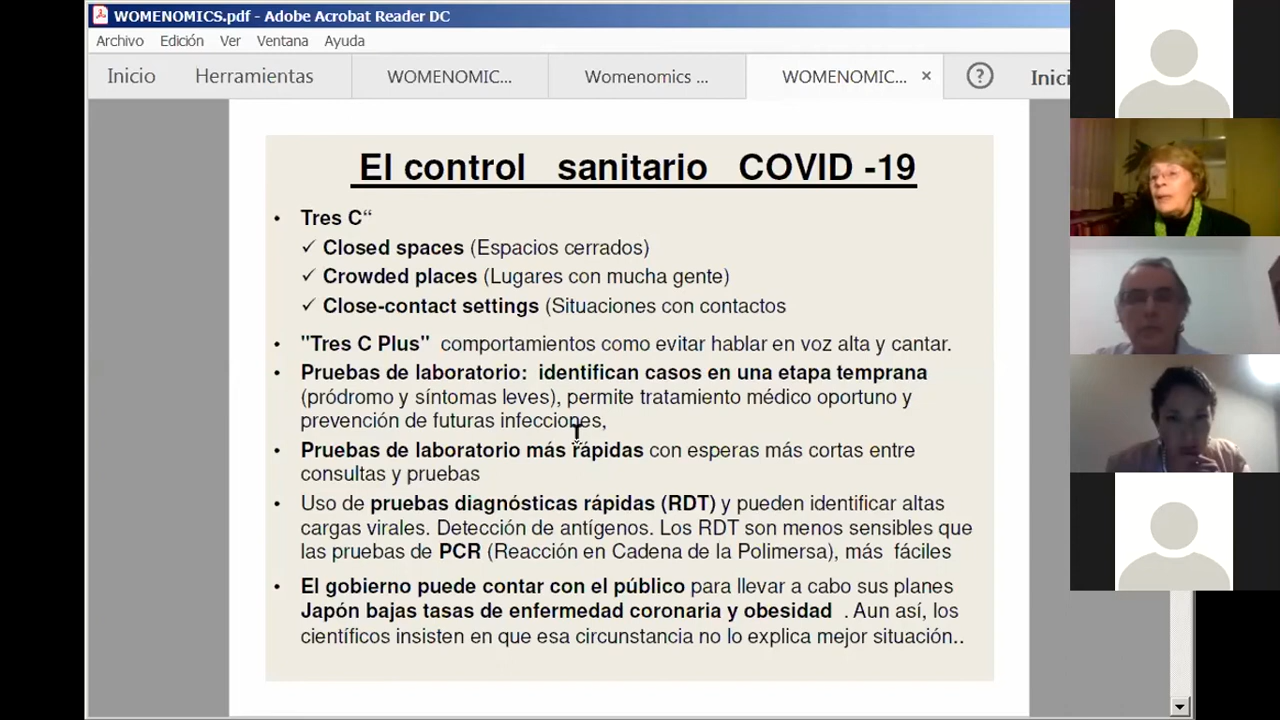 WOMENOMICS.pdf - Adobe Acrobat Reader DC
Archivo Edición Ver Ventana Ayuda
Inicio Herramientas WOMENOMIC... Womenomics ... WOMENOMIC... × ? Inici
El control sanitario COVID -19
• Tres C“
✓ Closed spaces (Espacios cerrados)
✓ Crowded places (Lugares con mucha gente)
✓ Close-contact settings (Situaciones con contactos
• "Tres C Plus" comportamientos como evitar hablar en voz alta y cantar.
• Pruebas de laboratorio: identifican casos en una etapa temprana
(pródromo y síntomas leves), permite tratamiento médico oportuno y
prevención de futuras infecciones,
• Pruebas de laboratorio más rápidas con esperas más cortas entre
consultas y pruebas
• Uso de pruebas diagnósticas rápidas (RDT) y pueden identificar altas
cargas virales. Detección de antígenos. Los RDT son menos sensibles que
las pruebas de PCR (Reacción en Cadena de la Polimersa), más fáciles
• El gobierno puede contar con el público para llevar a cabo sus planes
Japón bajas tasas de enfermedad coronaria y obesidad . Aun así, los
científicos insisten en que esa circunstancia no lo explica mejor situación..